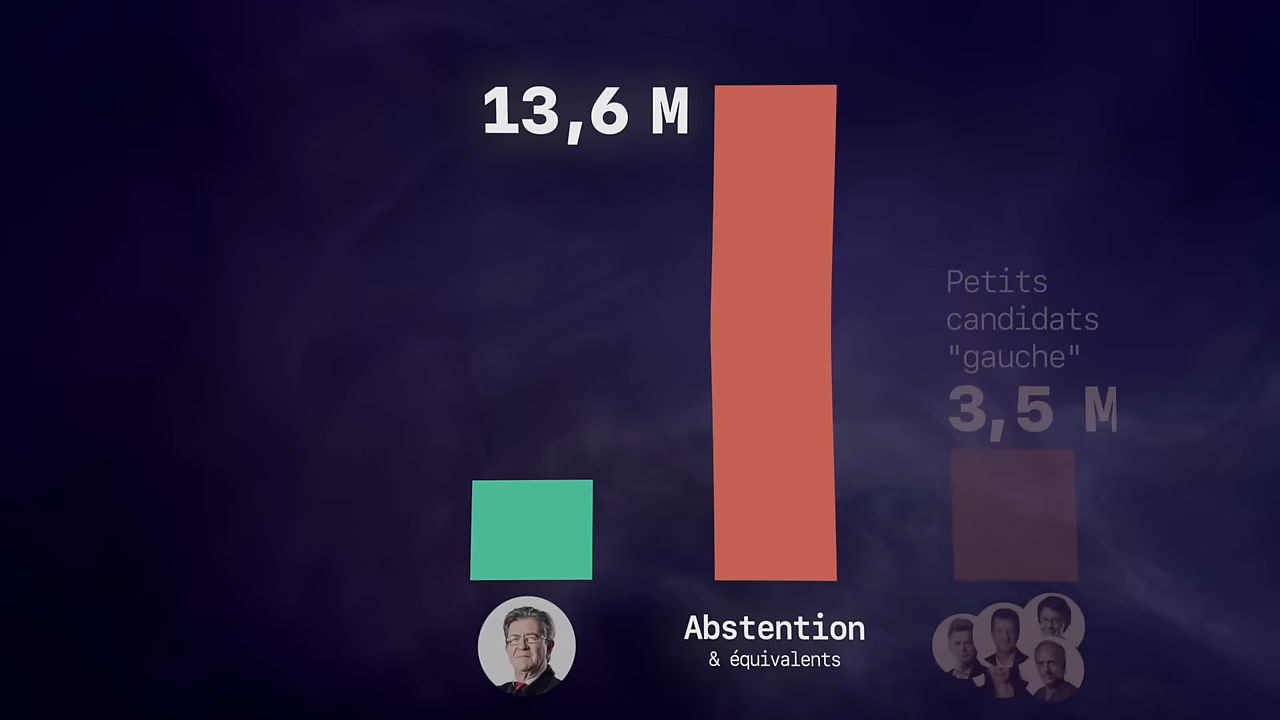 13,6 M
Petits
candidats
"gauche"
3,5 M
Abstention
& équivalents